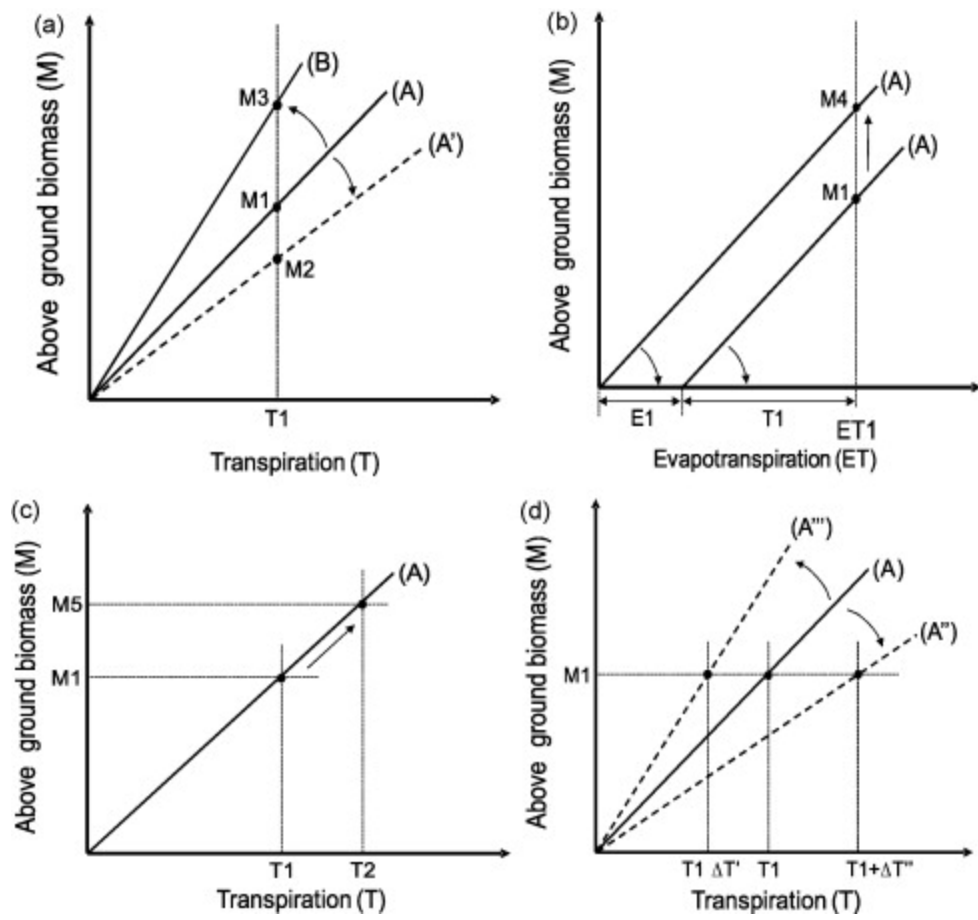 (a)
Above ground biomass (M)
(B)
M3
(A)
(A')
M1
M2
T1
Transpiration (T)
(b)
Above ground biomass (M)
M4
(A)
(A)
M1
E1
T1
ET1
Evapotranspiration (ET)
(c)
Above ground biomass (M)
(A)
M5
M1
T1
T2
Transpiration (T)
(d)
Above ground biomass (M)
(A''')
(A)
(A'')
M1
T1 ΔT'
T1
T1+ΔT''
Transpiration (T)